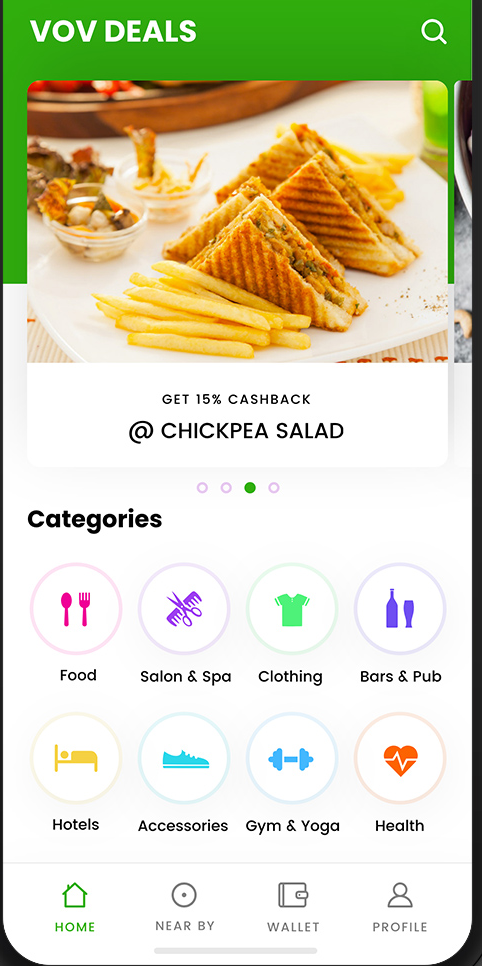 VOV DEALS
GET 15% CASHBACK
@ CHICKPEA SALAD
Categories
Food Salon & Spa Clothing Bars & Pub
Hotels Accessories Gym & Yoga Health
HOME NEAR BY WALLET PROFILE